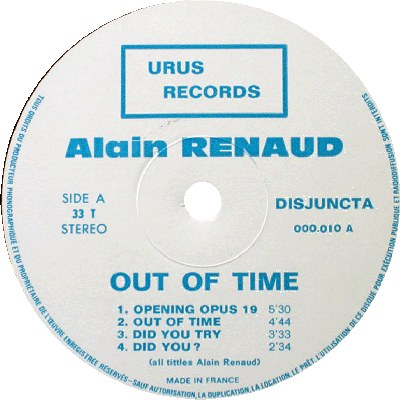 URUS
RECORDS
Alain RENAUD
SIDE A
33 T
STEREO
DISJUNCTA
000.010 A
OUT OF TIME
1. OPENING OPUS 19 5'30
2. OUT OF TIME 4'44
3. DID YOU TRY 3'33
4. DID YOU? 2'34
(all tittles Alain Renaud)
MADE IN FRANCE
TOUS DROITS DU PRODUCTEUR PHONOGRAPHIQUE ET DU PROPRIÉTAIRE DE L'ŒUVRE ENREGISTRÉE RÉSERVÉS-SAUF AUTORISATION, LA DUPLICATION, LA LOCATION, LE PRÊT, L'UTILISATION DE CE DISQUE POUR EXÉCUTION PUBLIQUE ET RADIODIFFUSION SONT INTERDITS